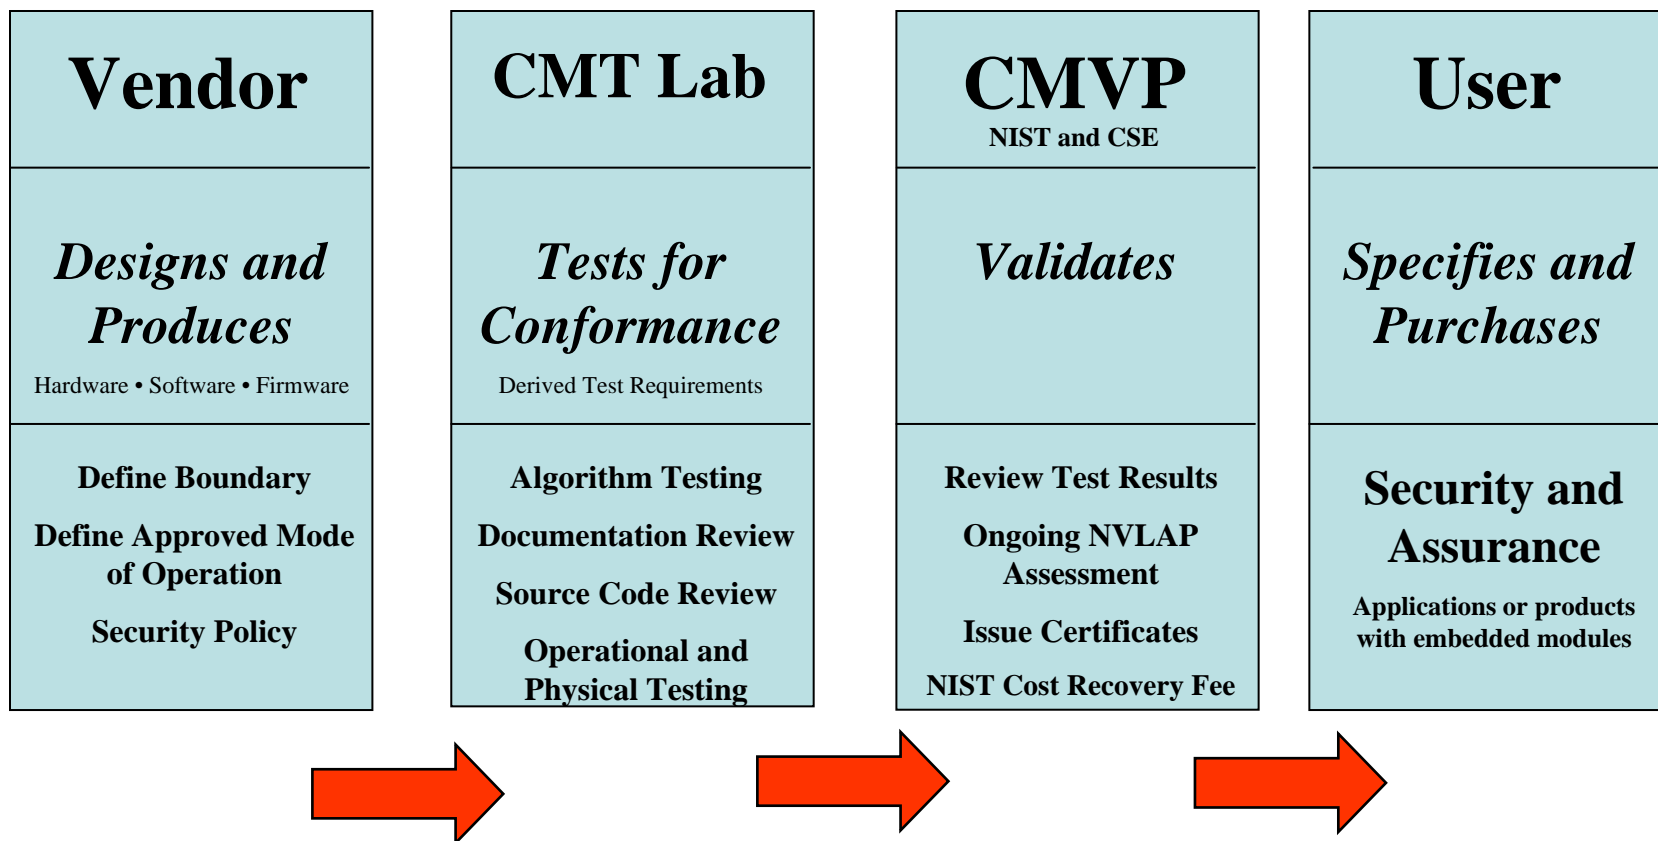 Vendor
Designs and
Produces
Hardware • Software • Firmware
Define Boundary
Define Approved Mode
of Operation
Security Policy
CMT Lab
Tests for
Conformance
Derived Test Requirements
Algorithm Testing
Documentation Review
Source Code Review
Operational and
Physical Testing
CMVP
NIST and CSE
Validates
Review Test Results
Ongoing NVLAP
Assessment
Issue Certificates
NIST Cost Recovery Fee
User
Specifies and
Purchases
Security and
Assurance
Applications or products
with embedded modules